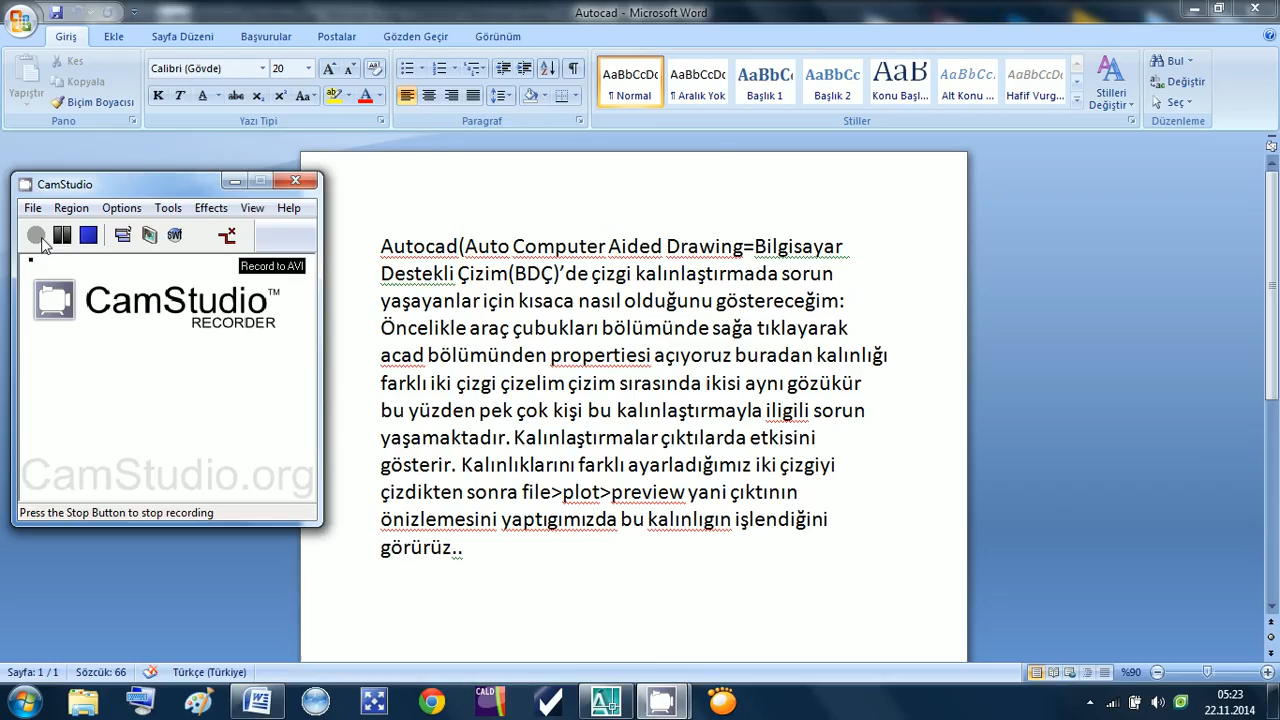 Autocad - Microsoft Word
Giriş Ekle Sayfa Düzeni Başvurular Postalar Gözden Geçir Görünüm
Yapıştır
Kes
Kopyala
Biçim Boyacısı
Pano
Calibri (Gövde) 20
Yazı Tipi
Paragraf
AaBbCcDc
¶ Normal
AaBbCcDc
¶ Aralık Yok
AaBbCc
Başlık 1
AaBbCc
Başlık 2
AaB
Konu Başl...
AaBbCc.
Alt Konu ...
AaBbCcDc
Hafif Vurg...
Stilleri
Değiştir
Stiller
Bul
Değiştir
Seç
Düzenleme
CamStudio
File Region Options Tools Effects View Help
Record to AVI
CamStudio™
RECORDER
CamStudio.org
Press the Stop Button to stop recording
Autocad(Auto Computer Aided Drawing=Bilgisayar
Destekli Çizim(BDÇ)’de çizgi kalınlaştırmada sorun
yaşayanlar için kısaca nasıl olduğunu göstereceğim:
Öncelikle araç çubukları bölümünde sağa tıklayarak
acad bölümünden propertiesi açıyoruz buradan kalınlığı
farklı iki çizgi çizelim çizim sırasında ikisi aynı gözükür
bu yüzden pek çok kişi bu kalınlaştırmayla iligili sorun
yaşamaktadır. Kalınlaştırmalar çıktılarda etkisini
gösterir. Kalınlıklarını farklı ayarladığımız iki çizgiyi
çizdikten sonra file>plot>preview yani çıktının
önizlemesini yaptıgımızda bu kalınlıgın işlendiğini
görürüz..
Sayfa: 1 / 1 Sözcük: 66 Türkçe (Türkiye) %90
CALD
05:23
22.11.2014